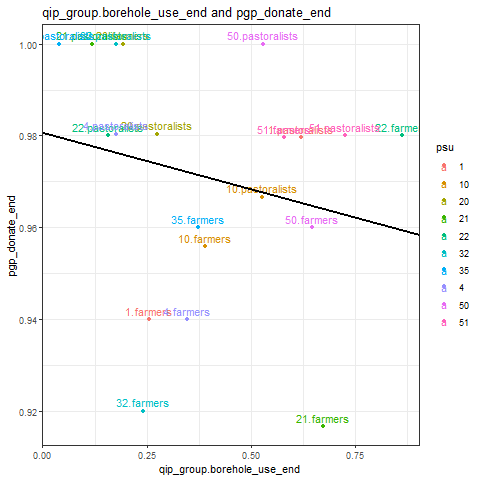 qip_group.borehole_use_end and pgp_donate_end
50.pastoralists
22.pastoralists
51.pastoralists
22.farmers
10.pastoralists
35.farmers
50.farmers
10.farmers
1.farmers
4.farmers
32.farmers
21.farmers
1.00
0.98
0.96
0.94
0.92
0.00
0.25
0.50
0.75
qip_group.borehole_use_end
pgp_donate_end
psu
1
10
20
21
22
32
35
4
50
51